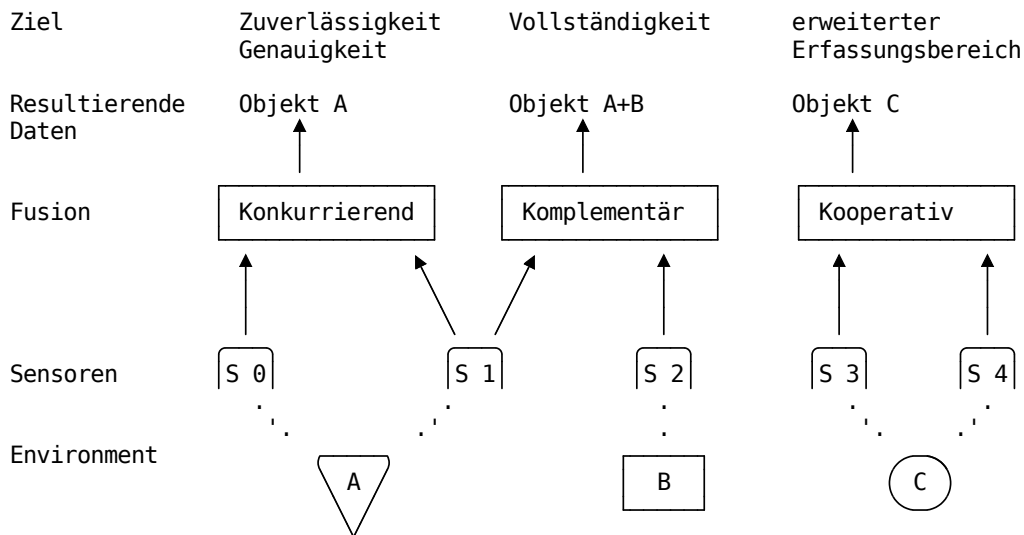 Ziel Zuverlässigkeit Vollständigkeit erweiterter
Genauigkeit Erfassungsbereich
Resultierende Objekt A Objekt A+B Objekt C
Daten
Fusion Konkurrierend Komplementär Kooperativ
Sensoren S 0 S 1 S 2 S 3 S 4
Environment
A B C